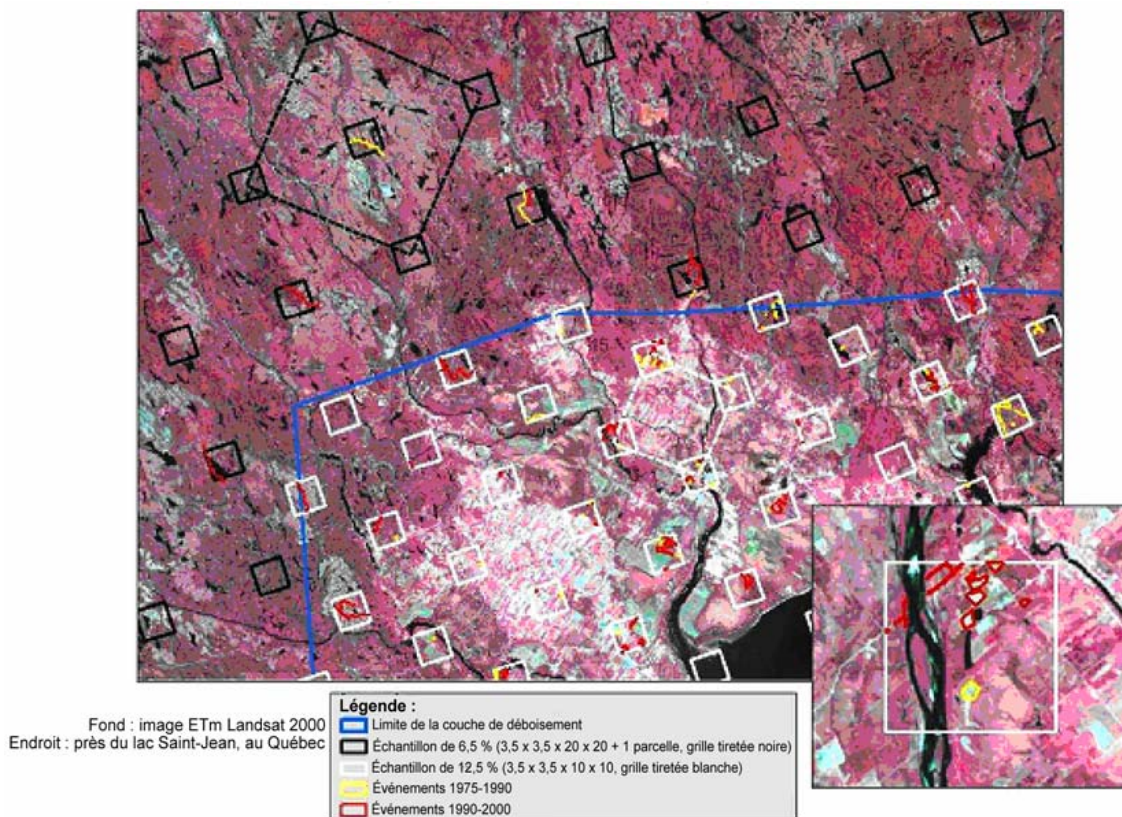 Fond : image ETm Landsat 2000
Endroit : près du lac Saint-Jean, au Québec
Légende :
Limite de la couche de déboisement
Échantillon de 6,5 % (3,5 x 3,5 x 20 x 20 + 1 parcelle, grille tiretée noire)
Échantillon de 12,5 % (3,5 x 3,5 x 10 x 10, grille tiretée blanche)
Événements 1975-1990
Événements 1990-2000